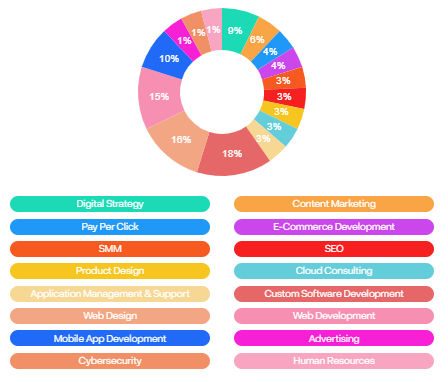 9%
6%
4%
4%
3%
3%
3%
3%
3%
18%
16%
15%
10%
1%
1%
1%
Digital Strategy
Content Marketing
Pay Per Click
E-Commerce Development
SMM
SEO
Product Design
Cloud Consulting
Application Management & Support
Custom Software Development
Web Design
Web Development
Mobile App Development
Advertising
Cybersecurity
Human Resources